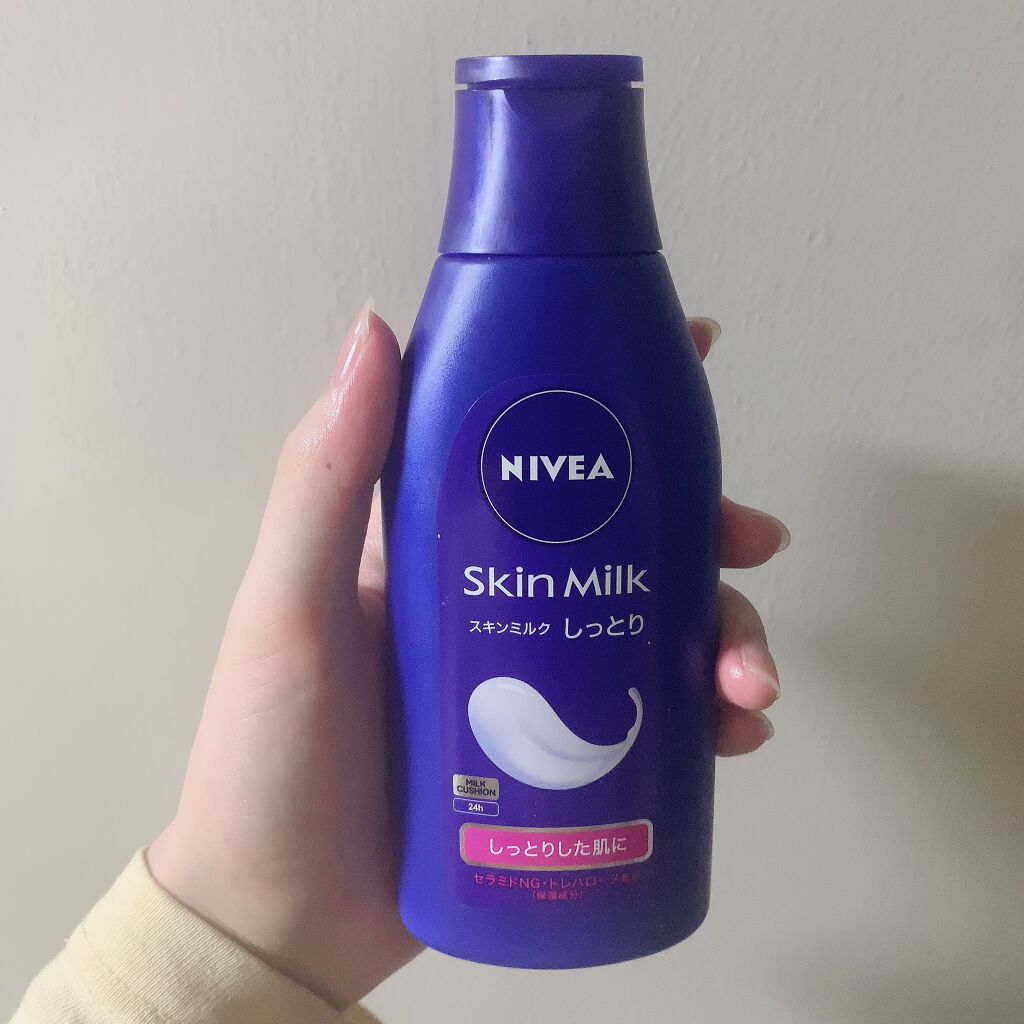 NIVEA
Skin Milk
スキンミルク しっとり
MILK
CUSHION
24h
しっとりした肌に
セラミドNG・トレハロース配合
(保湿成分)